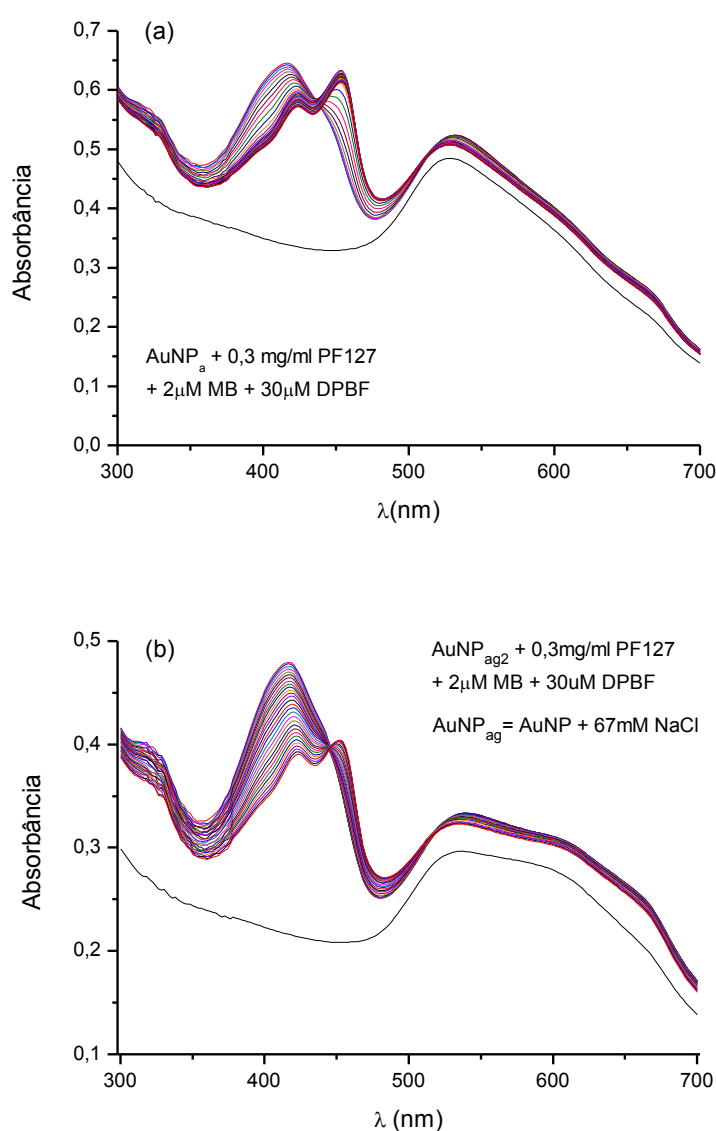 (a)
0,7
0,6
0,5
0,4
0,3
0,2
0,1
0,0
Absorbância
AuNPa + 0,3 mg/ml PF127
+ 2μM MB + 30μM DPBF
300 400 500 600 700
λ(nm)
(b)
0,5
0,4
0,3
0,2
0,1
Absorbância
AuNPag2 + 0,3mg/ml PF127
+ 2μM MB + 30uM DPBF
AuNPag= AuNP + 67mM NaCl
300 400 500 600 700
λ (nm)